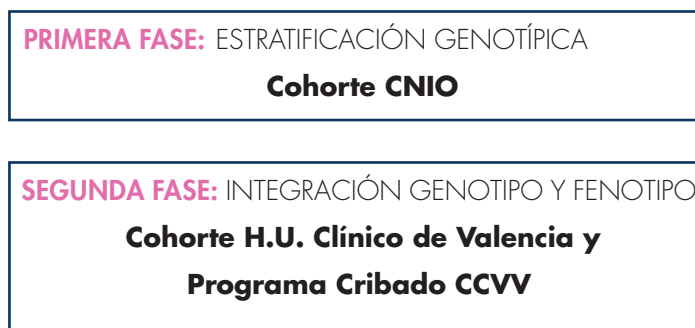 PRIMERA FASE: ESTRATIFICACIÓN GENOTÍPICA
Cohorte CNIO
SEGUNDA FASE: INTEGRACIÓN GENOTIPO Y FENOTIPO
Cohorte H.U. Clínico de Valencia y
Programa Cribado CCVV